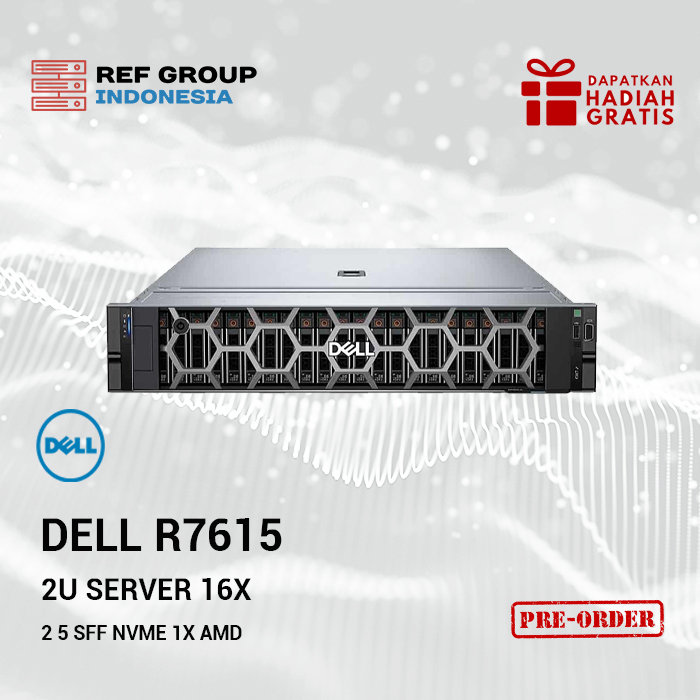 REF GROUP
INDONESIA
DAPATKAN
HADIAH
GRATIS
DELL
DELL
DELL R7615
2U SERVER 16X
2 5 SFF NVME 1X AMD
PRE-ORDER